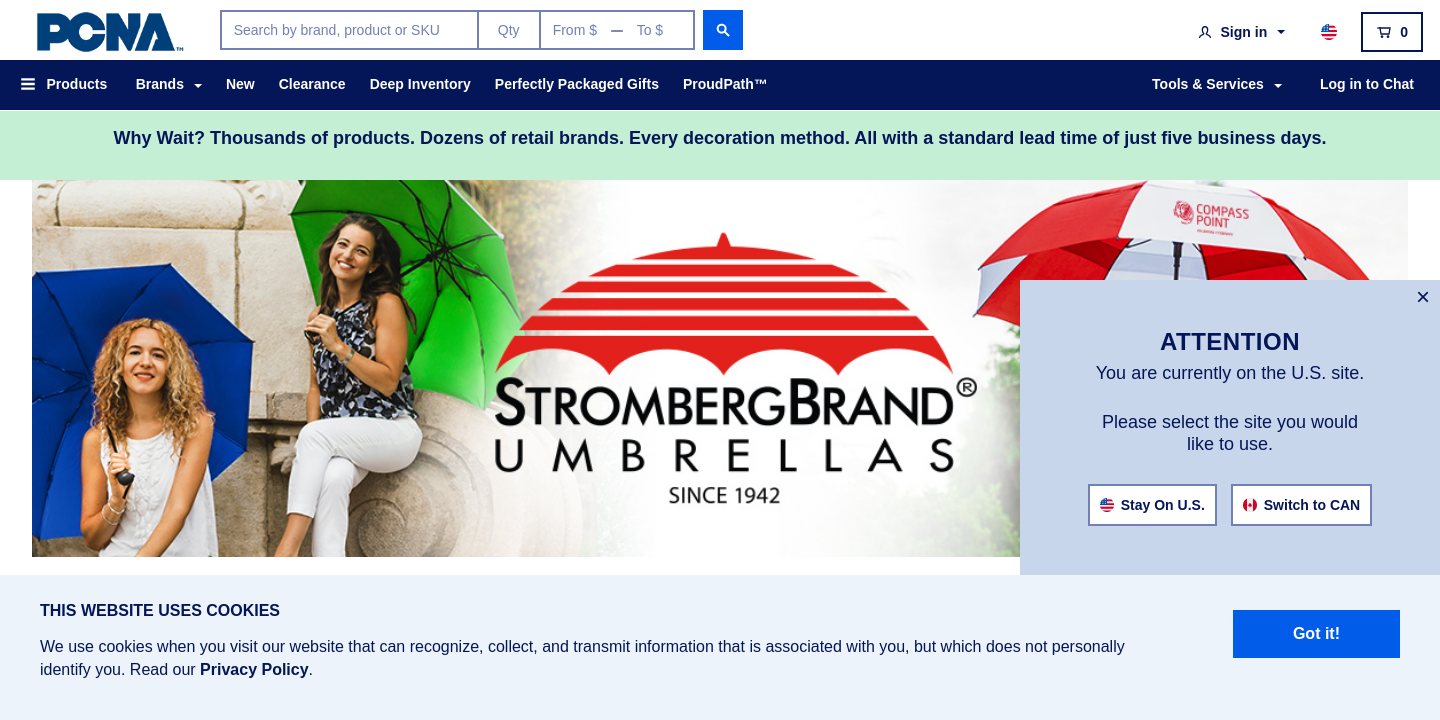 PCNA™
Search by brand, product or SKU
Qty
From $ — To $
Sign in
0
Products
Brands
New
Clearance
Deep Inventory
Perfectly Packaged Gifts
ProudPath™
Tools & Services
Log in to Chat
Why Wait? Thousands of products. Dozens of retail brands. Every decoration method. All with a standard lead time of just five business days.
COMPASS
POINT
STROMBERGBRAND®
UMBRELLAS
SINCE 1942
×
ATTENTION
You are currently on the U.S. site.
Please select the site you would
like to use.
Stay On U.S.
Switch to CAN
THIS WEBSITE USES COOKIES
We use cookies when you visit our website that can recognize, collect, and transmit information that is associated with you, but which does not personally
identify you. Read our Privacy Policy.
Got it!